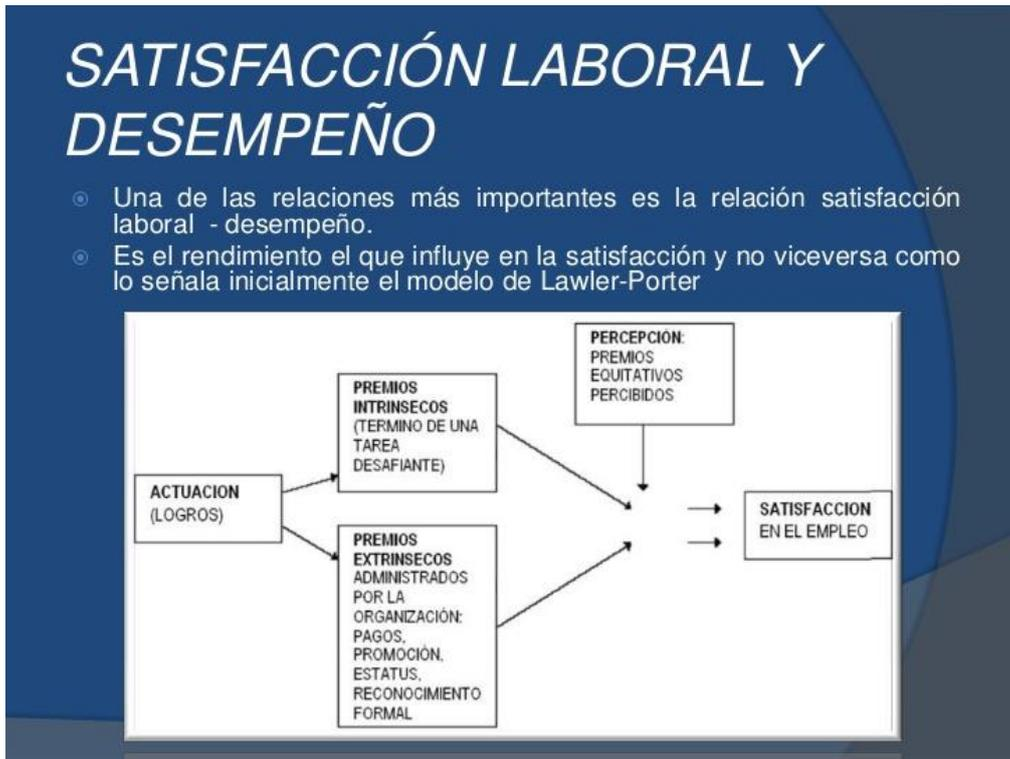 SATISFACCIÓN LABORAL Y
DESEMPEÑO
Una de las relaciones más importantes es la relación satisfacción
laboral - desempeño.
Es el rendimiento el que influye en la satisfacción y no viceversa como
lo señala inicialmente el modelo de Lawler-Porter
ACTUACION
(LOGROS)
PREMIOS
INTRINSECOS
(TERMINO DE UNA
TAREA
DESAFIANTE)
PREMIOS
EXTRINSECOS
ADMINISTRADOS
POR LA
ORGANIZACIÓN:
PAGOS,
PROMOCIÓN,
ESTATUS,
RECONOCIMIENTO
FORMAL
PERCEPCIÓN:
PREMIOS
EQUITATIVOS
PERCIBIDOS
SATISFACCION
EN EL EMPLEO